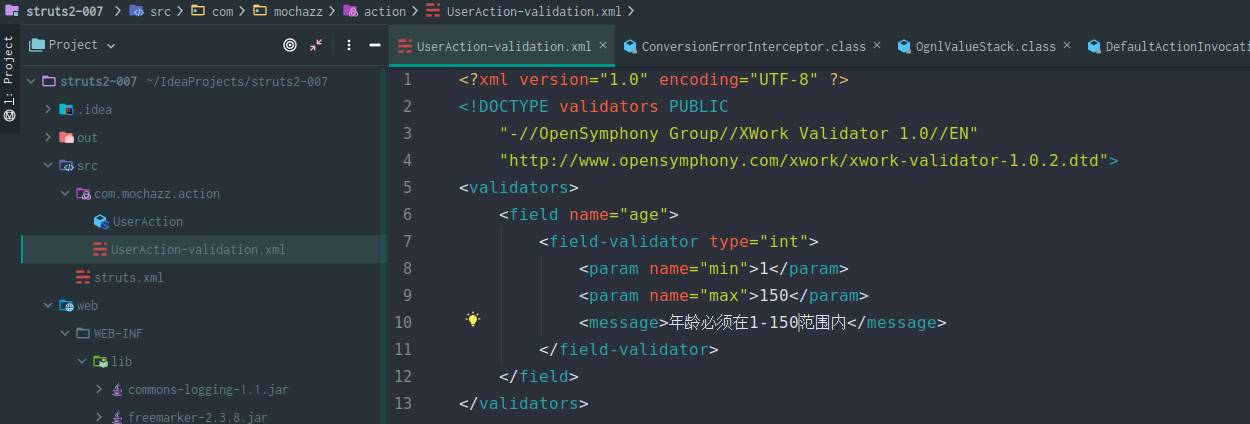 struts2-007 > src > com > mochazz > action > UserAction-validation.xml >
1: Project
Project
struts2-007 ~/IdeaProjects/struts2-007
.idea
out
src
com.mochazz.action
UserAction
UserAction-validation.xml
struts.xml
web
WEB-INF
lib
commons-logging-1.1.jar
freemarker-2.3.8.jar
UserAction-validation.xml × ConversionErrorInterceptor.class × OgnlValueStack.class × DefaultActionInvocati
1 <?xml version="1.0" encoding="UTF-8" ?>
2 <!DOCTYPE validators PUBLIC
3 "-//OpenSymphony Group//XWork Validator 1.0//EN"
4 "http://www.opensymphony.com/xwork/xwork-validator-1.0.2.dtd">
5 <validators>
6 <field name="age">
7 <field-validator type="int">
8 <param name="min">1</param>
9 <param name="max">150</param>
10 <message>年龄必须在1-150范围内</message>
11 </field-validator>
12 </field>
13 </validators>